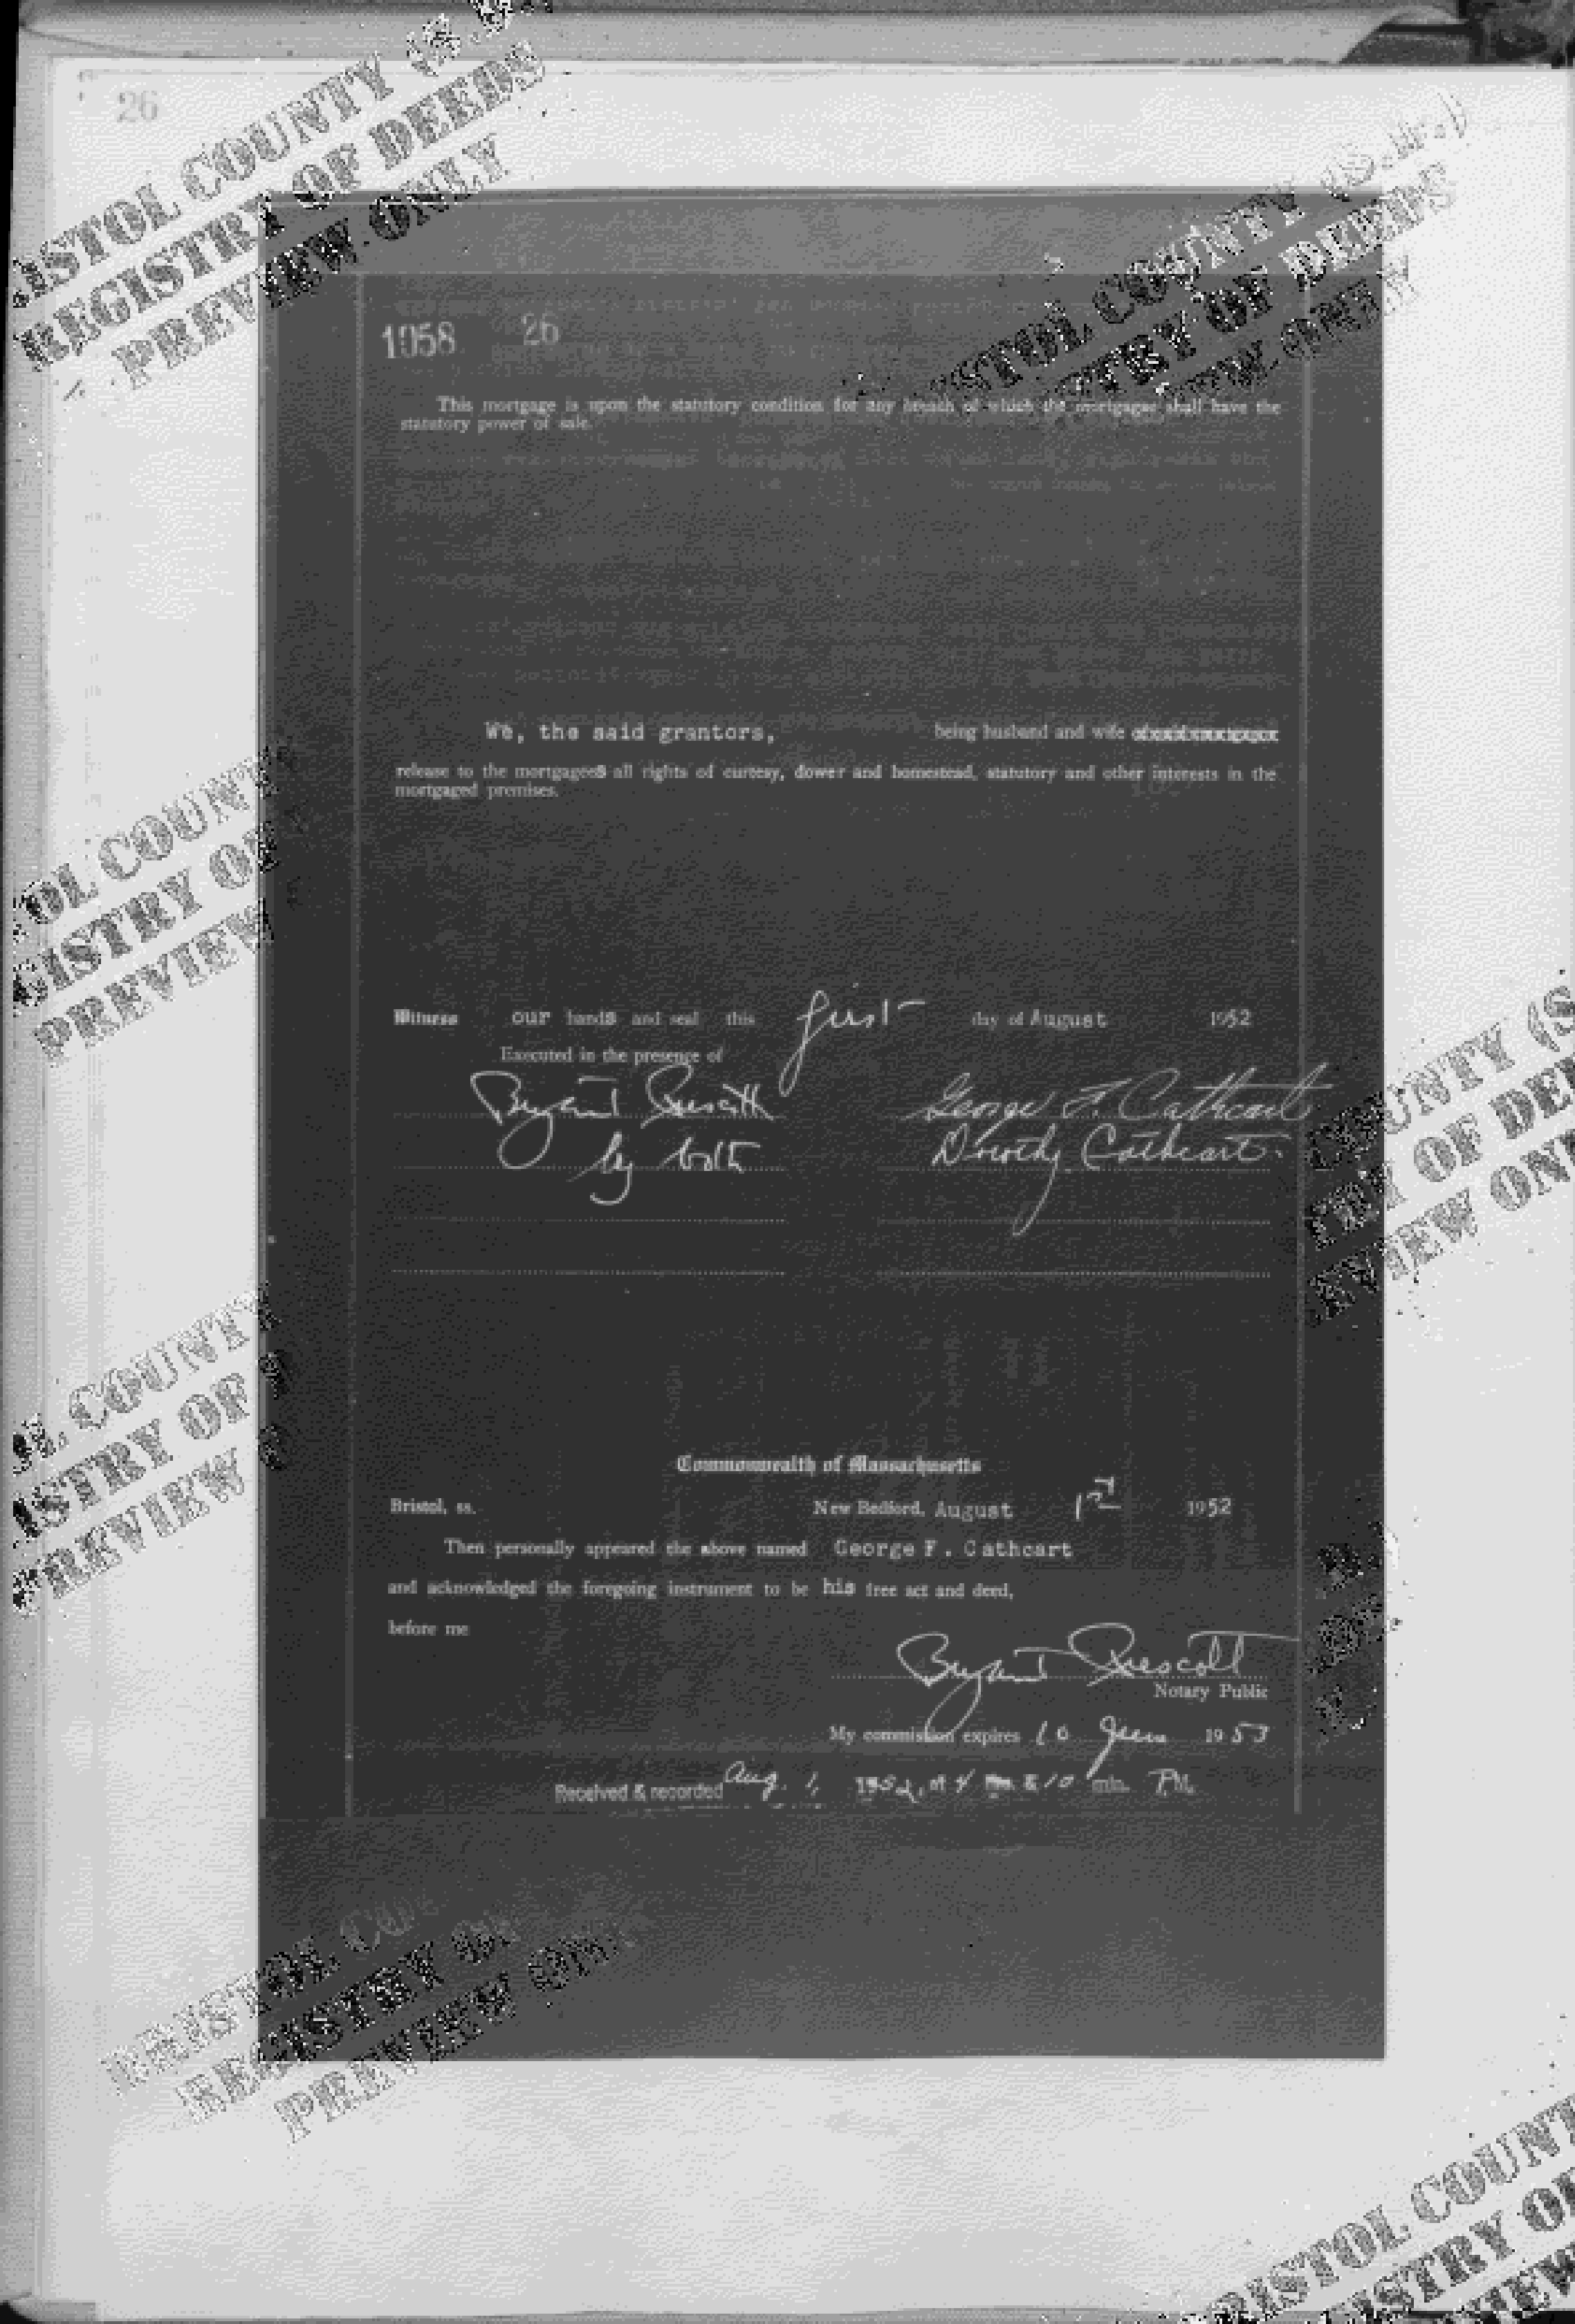 26
BRISTOL COUNTY (S.D.)
REGISTRY OF DEEDS
PREVIEW ONLY
1058 26
This mortgage is upon the statutory condition for any breach of which the mortgagee shall have the
statutory power of sale.
We, the said grantors, being husband and wife
release to the mortgagees all rights of curtesy, dower and homestead, statutory and other interests in the
mortgaged premises.
Witness our hands and seal this first day of August 1952
Executed in the presence of
Bryant Prescott George F. Cathcart
by both Dorothy Cathcart.
Commonwealth of Massachusetts
Bristol, ss. New Bedford, August 1st 1952
Then personally appeared the above named George F. Cathcart
and acknowledged the foregoing instrument to be his free act and deed,
before me
Bryant Prescott
Notary Public
My commission expires 10 June 1953
Received & recorded Aug. 1, 1952, at 4 hrs. & 10 min. P.M.